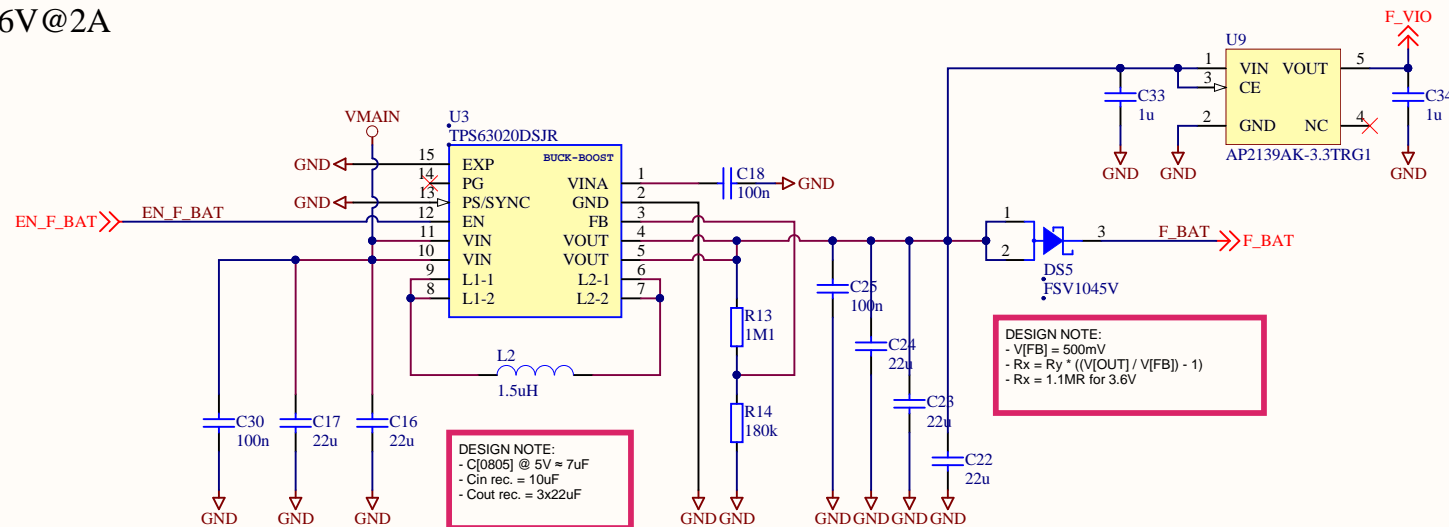 6V@2A
F_VIO
U9
1 VIN VOUT 5
3 CE
2 GND NC 4
AP2139AK-3.3TRG1
C33
1u
C34
1u
GND
GND
GND
VMAIN
U3
TPS63020DSJR
BUCK-BOOST
GND 15 EXP
14 PG VINA 1
GND 13 PS/SYNC GND 2
EN_F_BAT EN_F_BAT 12 EN FB 3
11 VIN VOUT 4
10 VIN VOUT 5
9 L1-1 L2-1 6
8 L1-2 L2-2 7
C18
100n
GND
1
2
3
F_BAT
F_BAT
DS5
FSV1045V
C25
100n
R13
1M1
C24
22u
L2
1.5uH
DESIGN NOTE:
- V[FB] = 500mV
- Rx = Ry * ((V[OUT] / V[FB]) - 1)
- Rx = 1.1MR for 3.6V
C30
100n
C17
22u
C16
22u
R14
180k
C23
22u
C22
22u
DESIGN NOTE:
- C[0805] @ 5V ≈ 7uF
- Cin rec. = 10uF
- Cout rec. = 3x22uF
GND
GND
GND
GND
GND
GND
GND
GND
GND